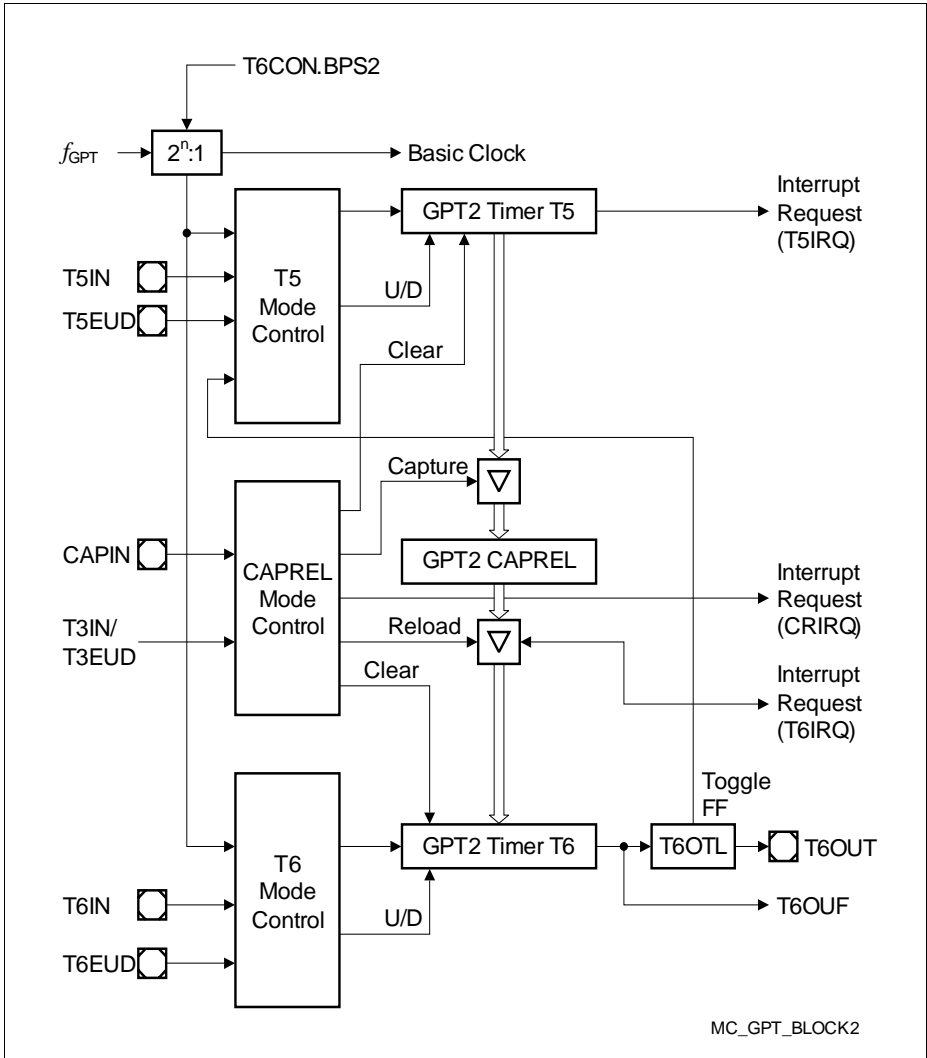 T6CON.BPS2
fGPT
2n:1
Basic Clock
Interrupt
Request
(T5IRQ)
GPT2 Timer T5
T5IN
T5
Mode
Control
U/D
T5EUD
Clear
Capture
CAPIN
CAPREL
Mode
Control
GPT2 CAPREL
Interrupt
Request
(CRIRQ)
T3IN/
T3EUD
Reload
Clear
Interrupt
Request
(T6IRQ)
Toggle
FF
GPT2 Timer T6
T6OTL
T6OUT
T6
Mode
Control
T6IN
U/D
T6OUF
T6EUD
MC_GPT_BLOCK2